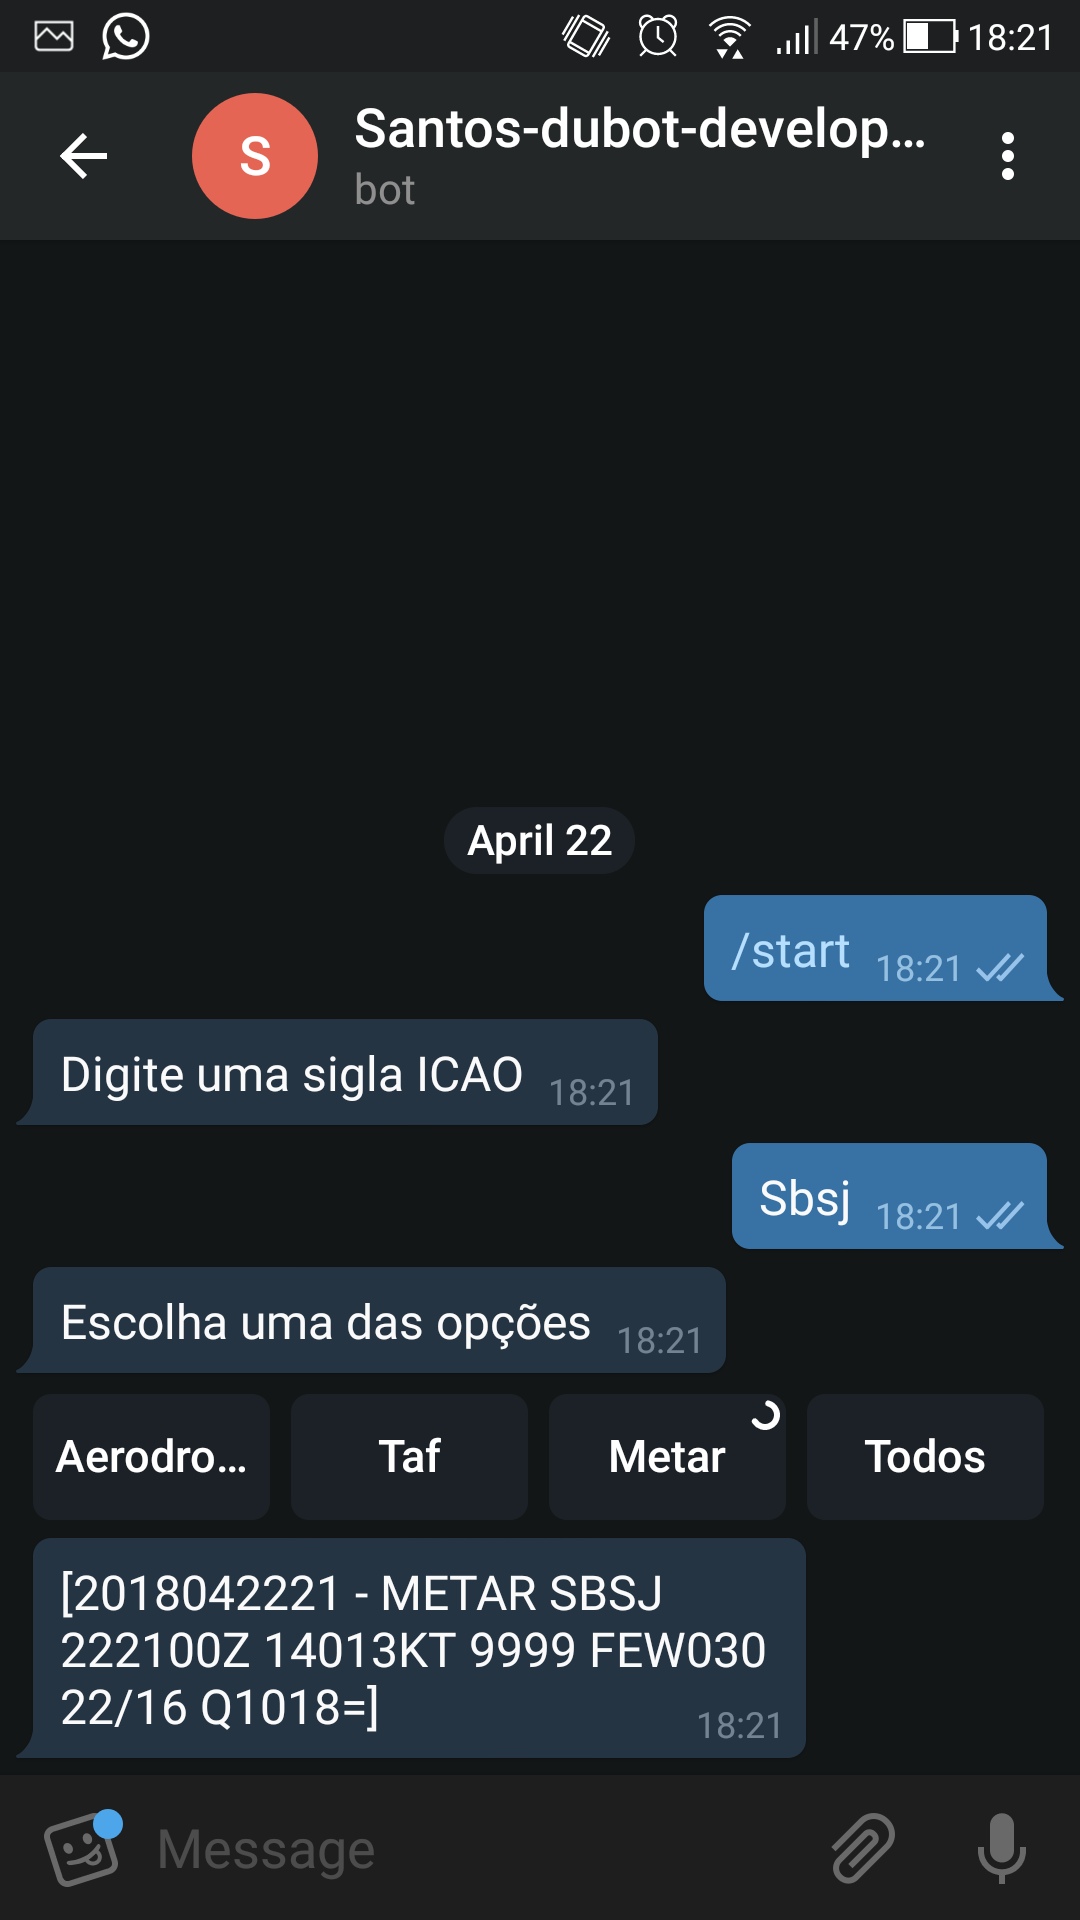 47% 18:21
S
Santos-dubot-develop...
bot
April 22
/start 18:21
Digite uma sigla ICAO 18:21
Sbsj 18:21
Escolha uma das opções 18:21
Aerodro... Taf Metar Todos
[2018042221 - METAR SBSJ
222100Z 14013KT 9999 FEW030
22/16 Q1018=]
18:21
Message